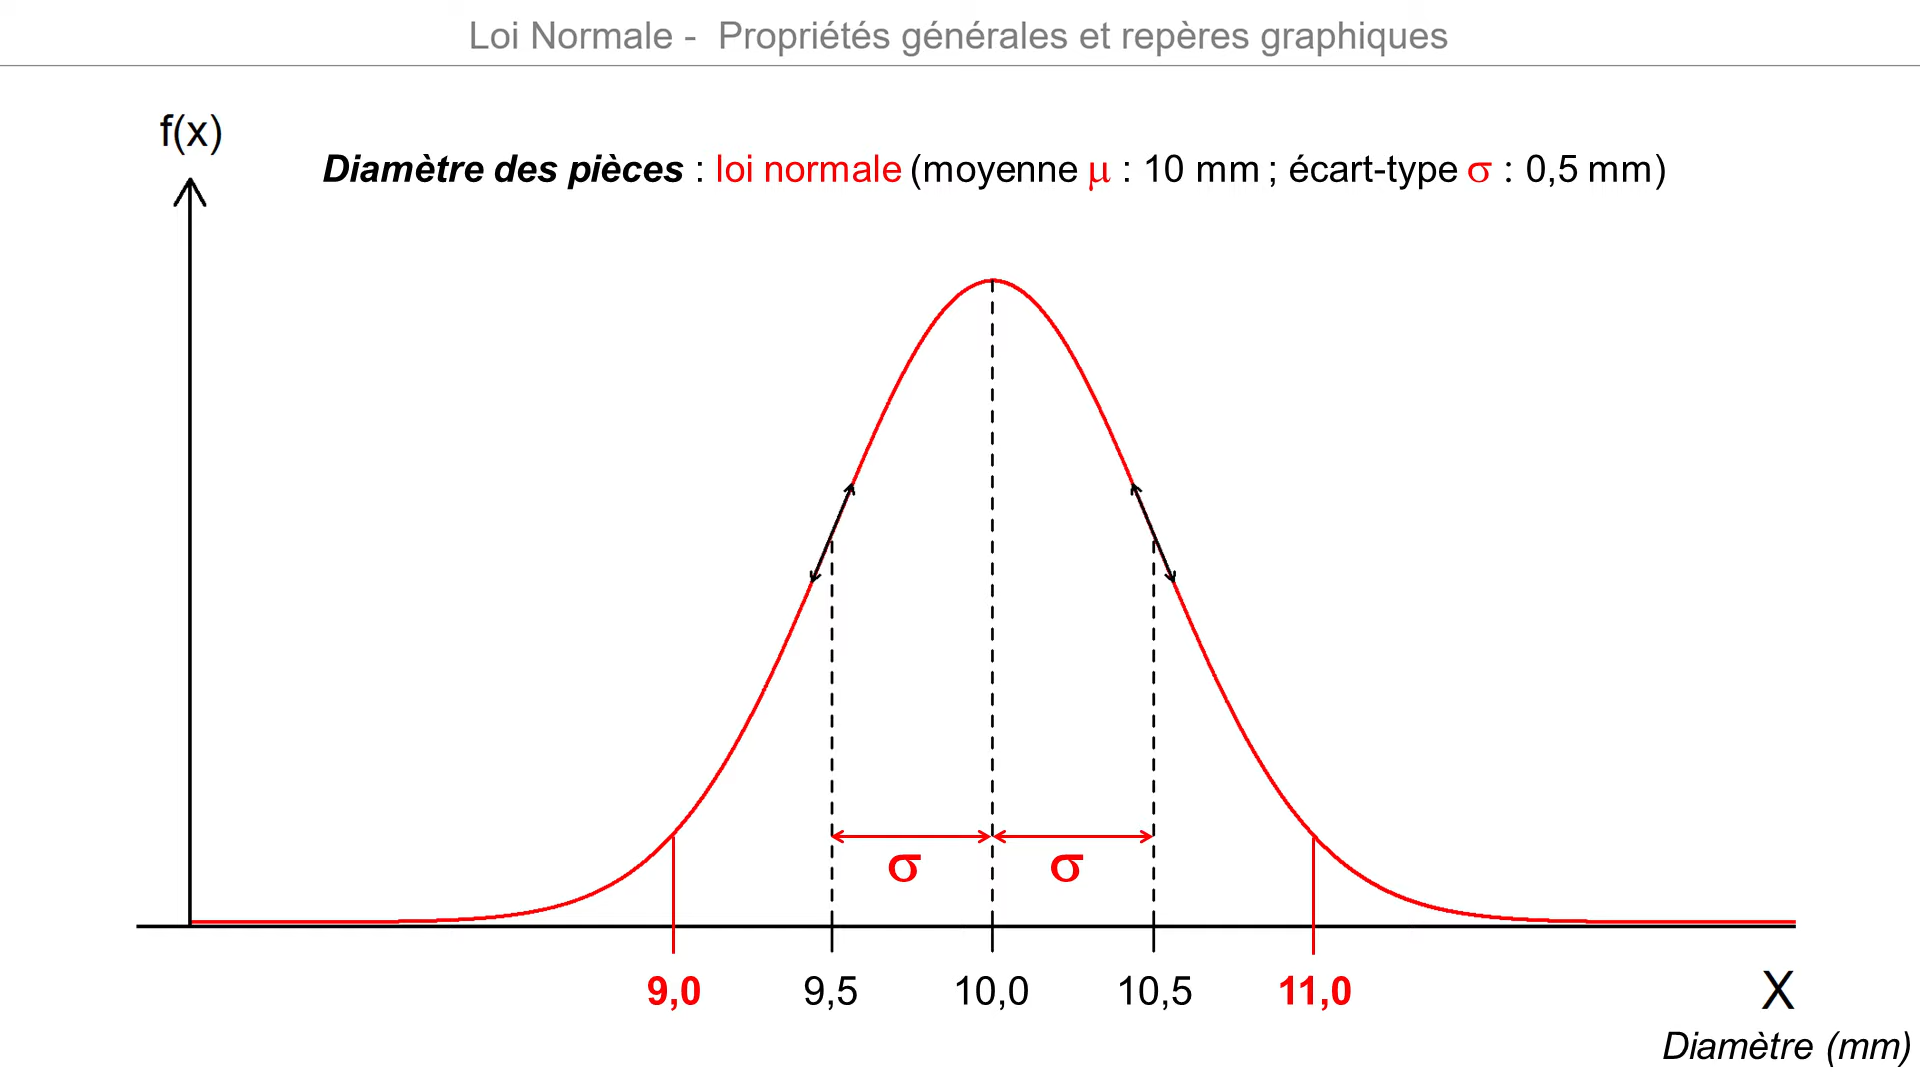 Loi Normale - Propriétés générales et repères graphiques
f(x)
Diamètre des pièces : loi normale (moyenne μ : 10 mm ; écart-type σ : 0,5 mm)
σ σ
9,0 9,5 10,0 10,5 11,0 X
Diamètre (mm)